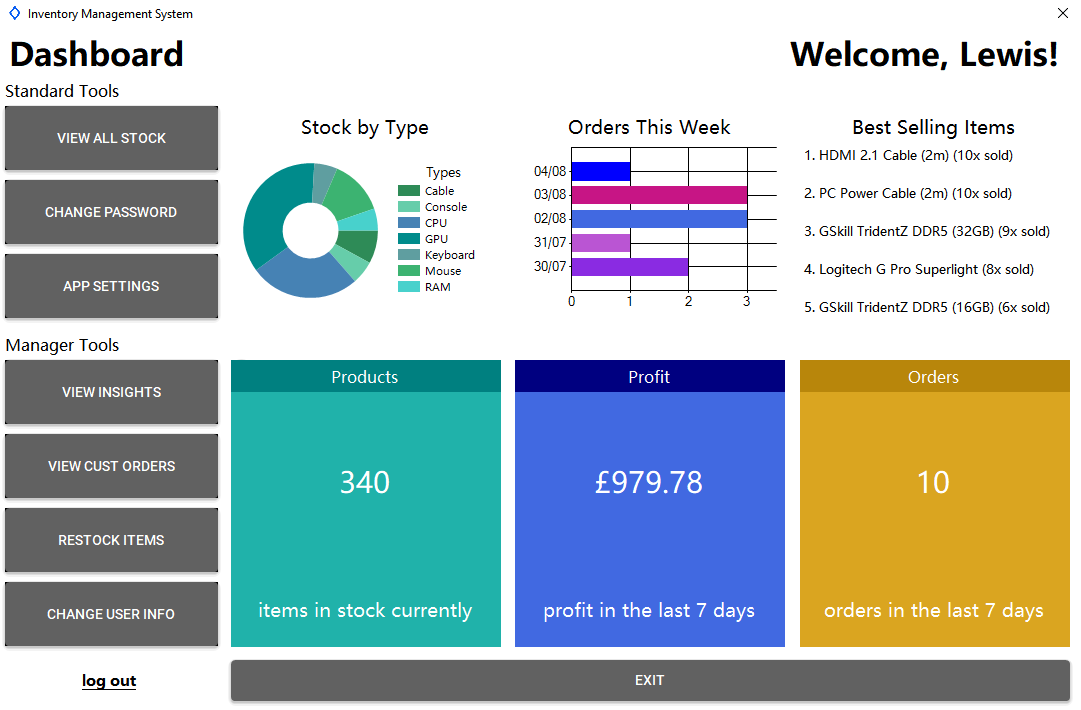 Inventory Management System
Dashboard
Welcome, Lewis!
Standard Tools
VIEW ALL STOCK
CHANGE PASSWORD
APP SETTINGS
Manager Tools
VIEW INSIGHTS
VIEW CUST ORDERS
RESTOCK ITEMS
CHANGE USER INFO
log out
Stock by Type
Types
Cable
Console
CPU
GPU
Keyboard
Mouse
RAM
Orders This Week
04/08
03/08
02/08
31/07
30/07
0 1 2 3
Best Selling Items
1. HDMI 2.1 Cable (2m) (10x sold)
2. PC Power Cable (2m) (10x sold)
3. GSkill TridentZ DDR5 (32GB) (9x sold)
4. Logitech G Pro Superlight (8x sold)
5. GSkill TridentZ DDR5 (16GB) (6x sold)
Products
340
items in stock currently
Profit
£979.78
profit in the last 7 days
Orders
10
orders in the last 7 days
EXIT